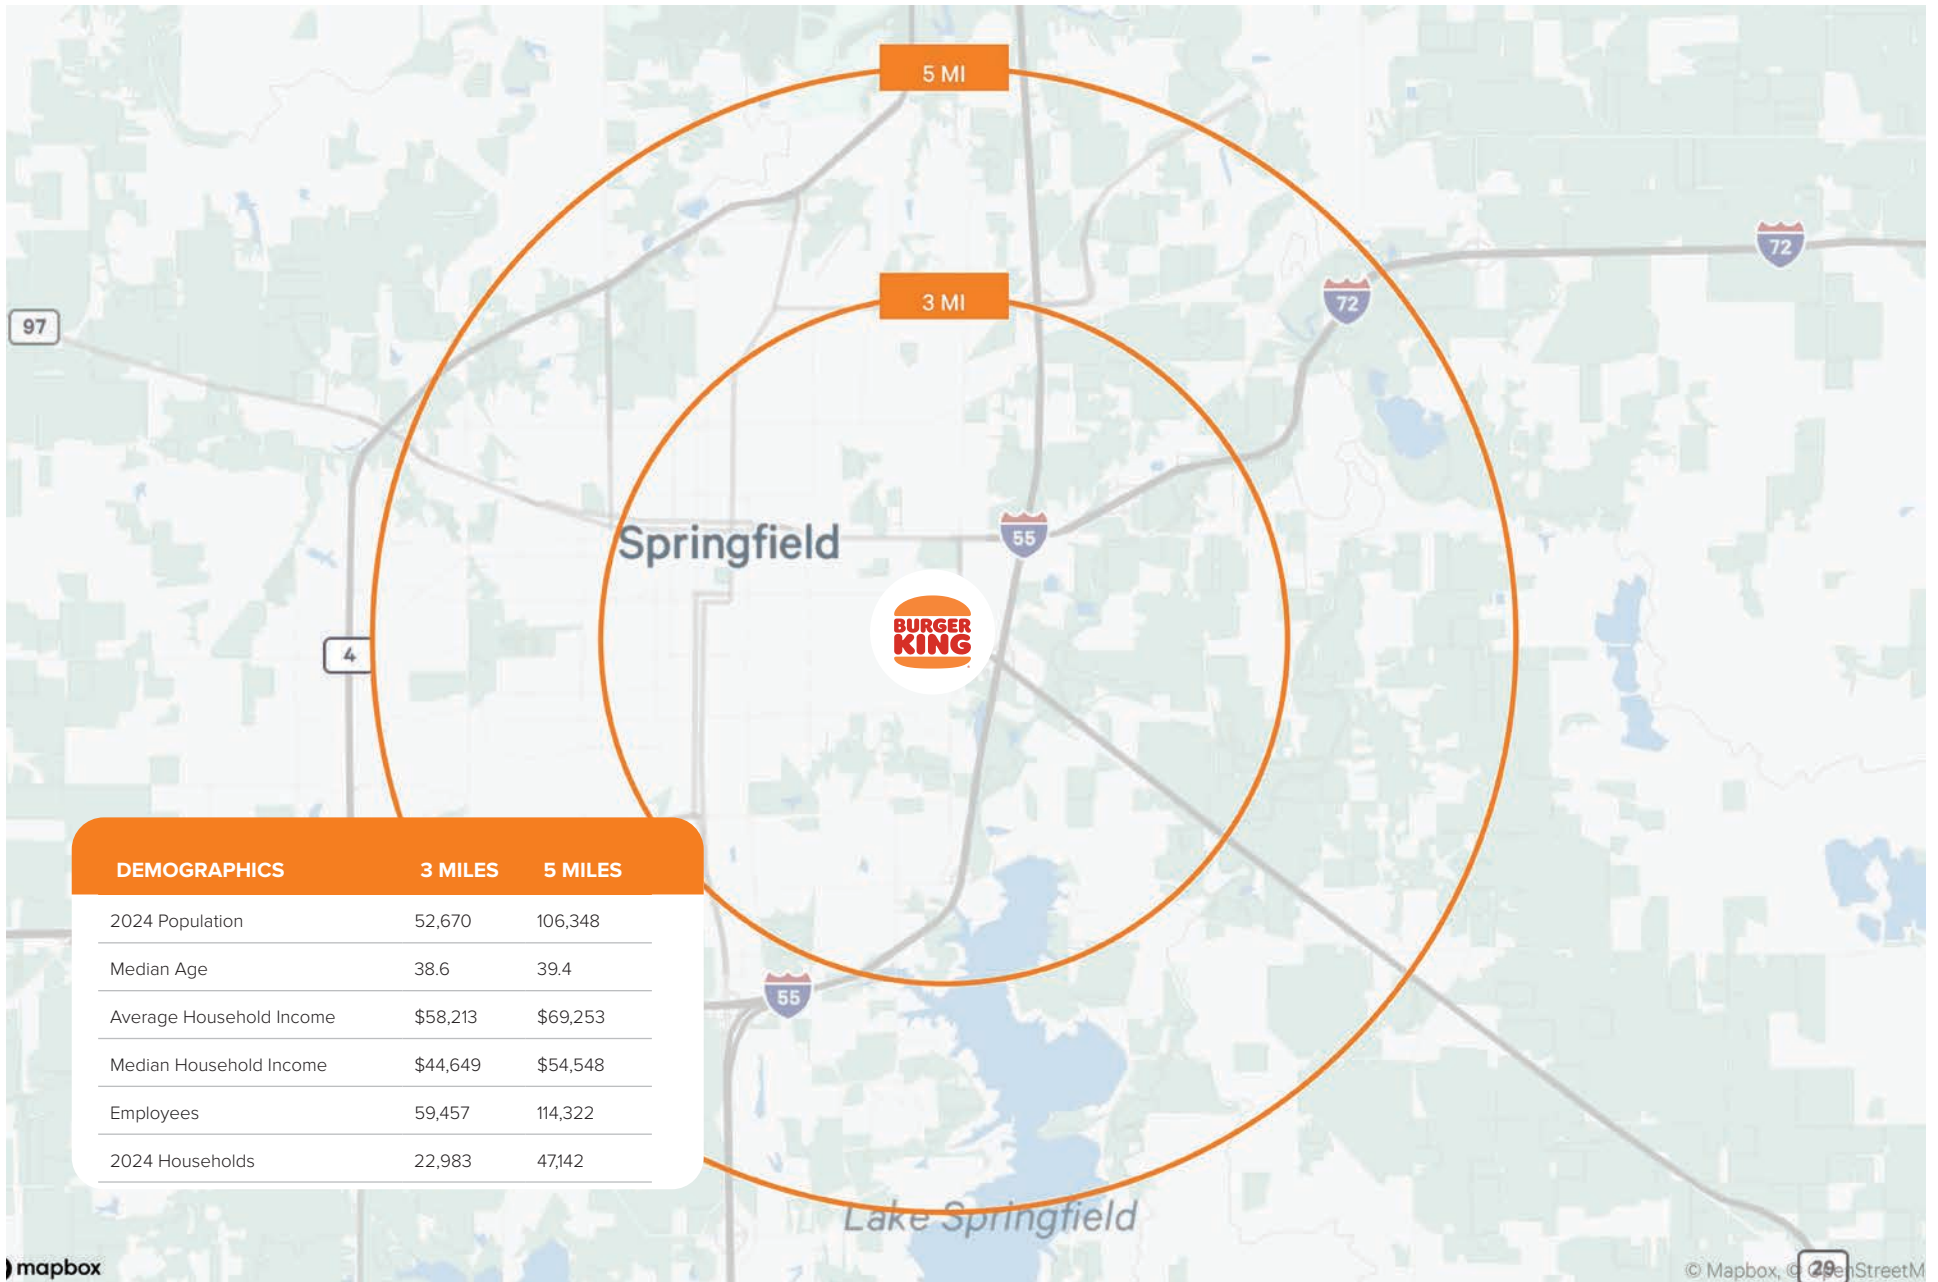 5 MI
72
72
3 MI
97
Springfield
55
BURGER
KING
4
DEMOGRAPHICS 3 MILES 5 MILES
2024 Population 52,670 106,348
Median Age 38.6 39.4
Average Household Income $58,213 $69,253
55
Median Household Income $44,649 $54,548
Employees 59,457 114,322
2024 Households 22,983 47,142
Lake Springfield
mapbox
29
© Mapbox, © OpenStreetM